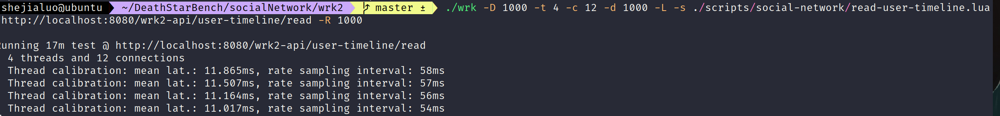 shejialuo@ubuntu ~/DeathStarBench/socialNetwork/wrk2 master ± ./wrk -D 1000 -t 4 -c 12 -d 1000 -L -s ./scripts/social-network/read-user-timeline.lua
http://localhost:8080/wrk2-api/user-timeline/read -R 1000
Running 17m test @ http://localhost:8080/wrk2-api/user-timeline/read
4 threads and 12 connections
Thread calibration: mean lat.: 11.865ms, rate sampling interval: 58ms
Thread calibration: mean lat.: 11.507ms, rate sampling interval: 57ms
Thread calibration: mean lat.: 11.164ms, rate sampling interval: 56ms
Thread calibration: mean lat.: 11.017ms, rate sampling interval: 54ms